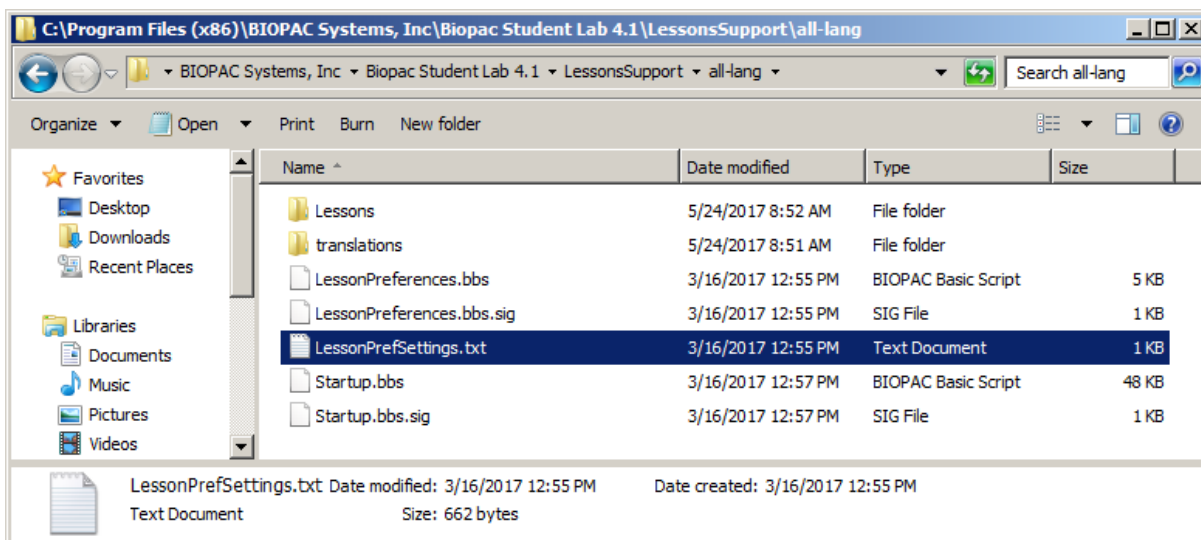 C:\Program Files (x86)\BIOPAC Systems, Inc\Biopac Student Lab 4.1\LessonsSupport\all-lang
BIOPAC Systems, Inc Biopac Student Lab 4.1 LessonsSupport all-lang Search all-lang
Organize Open Print Burn New folder
Name Date modified Type Size
Favorites
Desktop
Downloads
Recent Places
Libraries
Documents
Music
Pictures
Videos
Lessons 5/24/2017 8:52 AM File folder
translations 5/24/2017 8:51 AM File folder
LessonPreferences.bbs 3/16/2017 12:55 PM BIOPAC Basic Script 5 KB
LessonPreferences.bbs.sig 3/16/2017 12:55 PM SIG File 1 KB
LessonPrefSettings.txt 3/16/2017 12:55 PM Text Document 1 KB
Startup.bbs 3/16/2017 12:57 PM BIOPAC Basic Script 48 KB
Startup.bbs.sig 3/16/2017 12:57 PM SIG File 1 KB
LessonPrefSettings.txt Date modified: 3/16/2017 12:55 PM Date created: 3/16/2017 12:55 PM
Text Document Size: 662 bytes